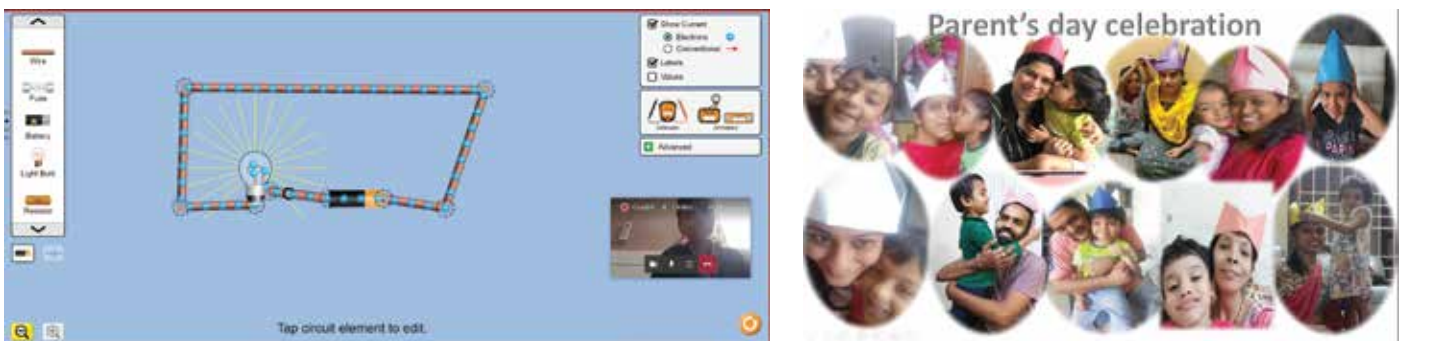 Wire
Fuse
Battery
Light Bulb
Resistor
Show Current
Electrons
Conventional
Labels
Values
Advanced
Tap circuit element to edit.
Parent's day celebration